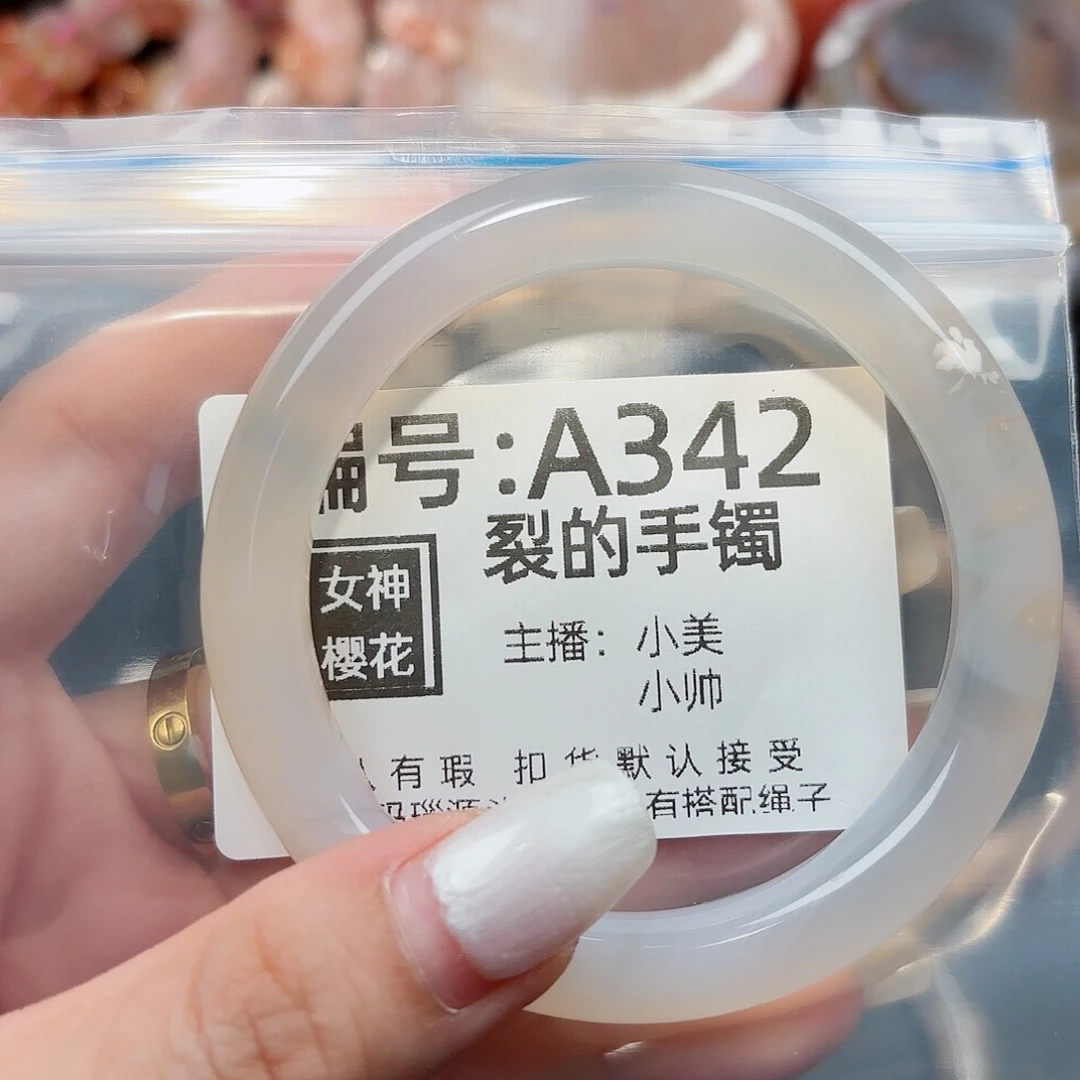 编号:A342
裂的手镯
女神
樱花
主播: 小美
小帅
有瑕 扣 默认接受
有搭配绳子